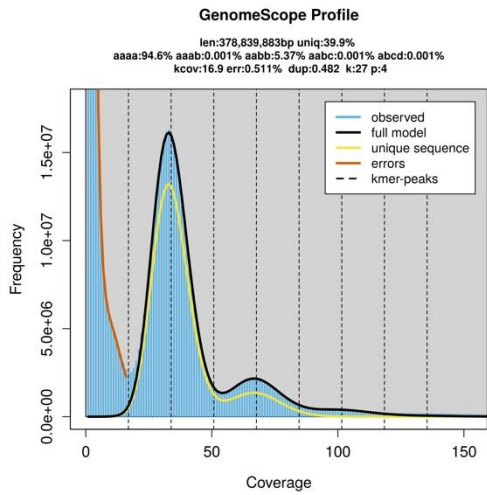 GenomeScope Profile
len:378,839,883bp uniq:39.9%
aaaa:94.6% aaab:0.001% aabb:5.37% aabc:0.001% abcd:0.001%
kcov:16.9 err:0.511% dup:0.482 k:27 p:4
observed
full model
unique sequence
errors
kmer-peaks
Frequency
1.5e+07
1.0e+07
5.0e+06
0.0e+00
0 50 100 150
Coverage